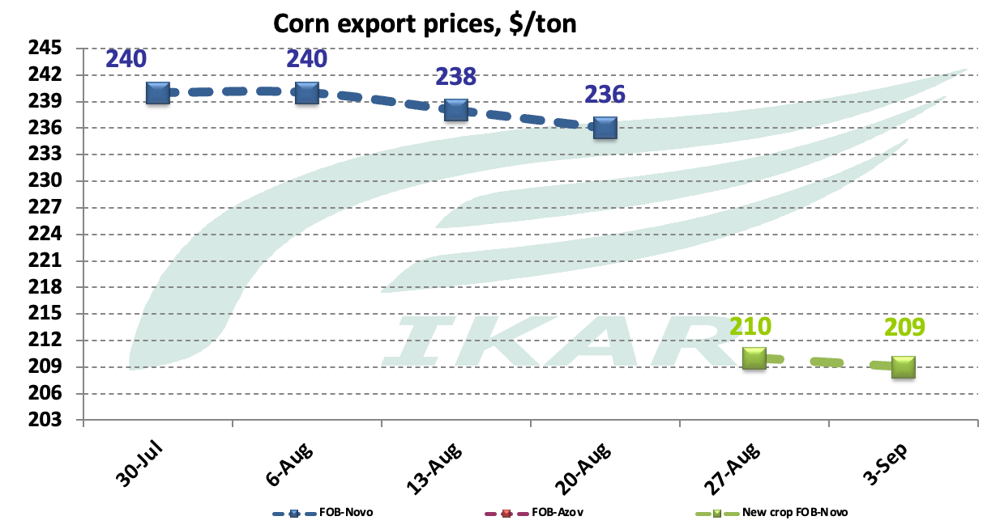 Corn export prices, $/ton
245
242
239
236
233
230
227
224
221
218
215
212
209
206
203
240
240
238
236
210
209
IKAR
30-Jul
6-Aug
13-Aug
20-Aug
27-Aug
3-Sep
FOB-Novo
FOB-Azov
New crop FOB-Novo